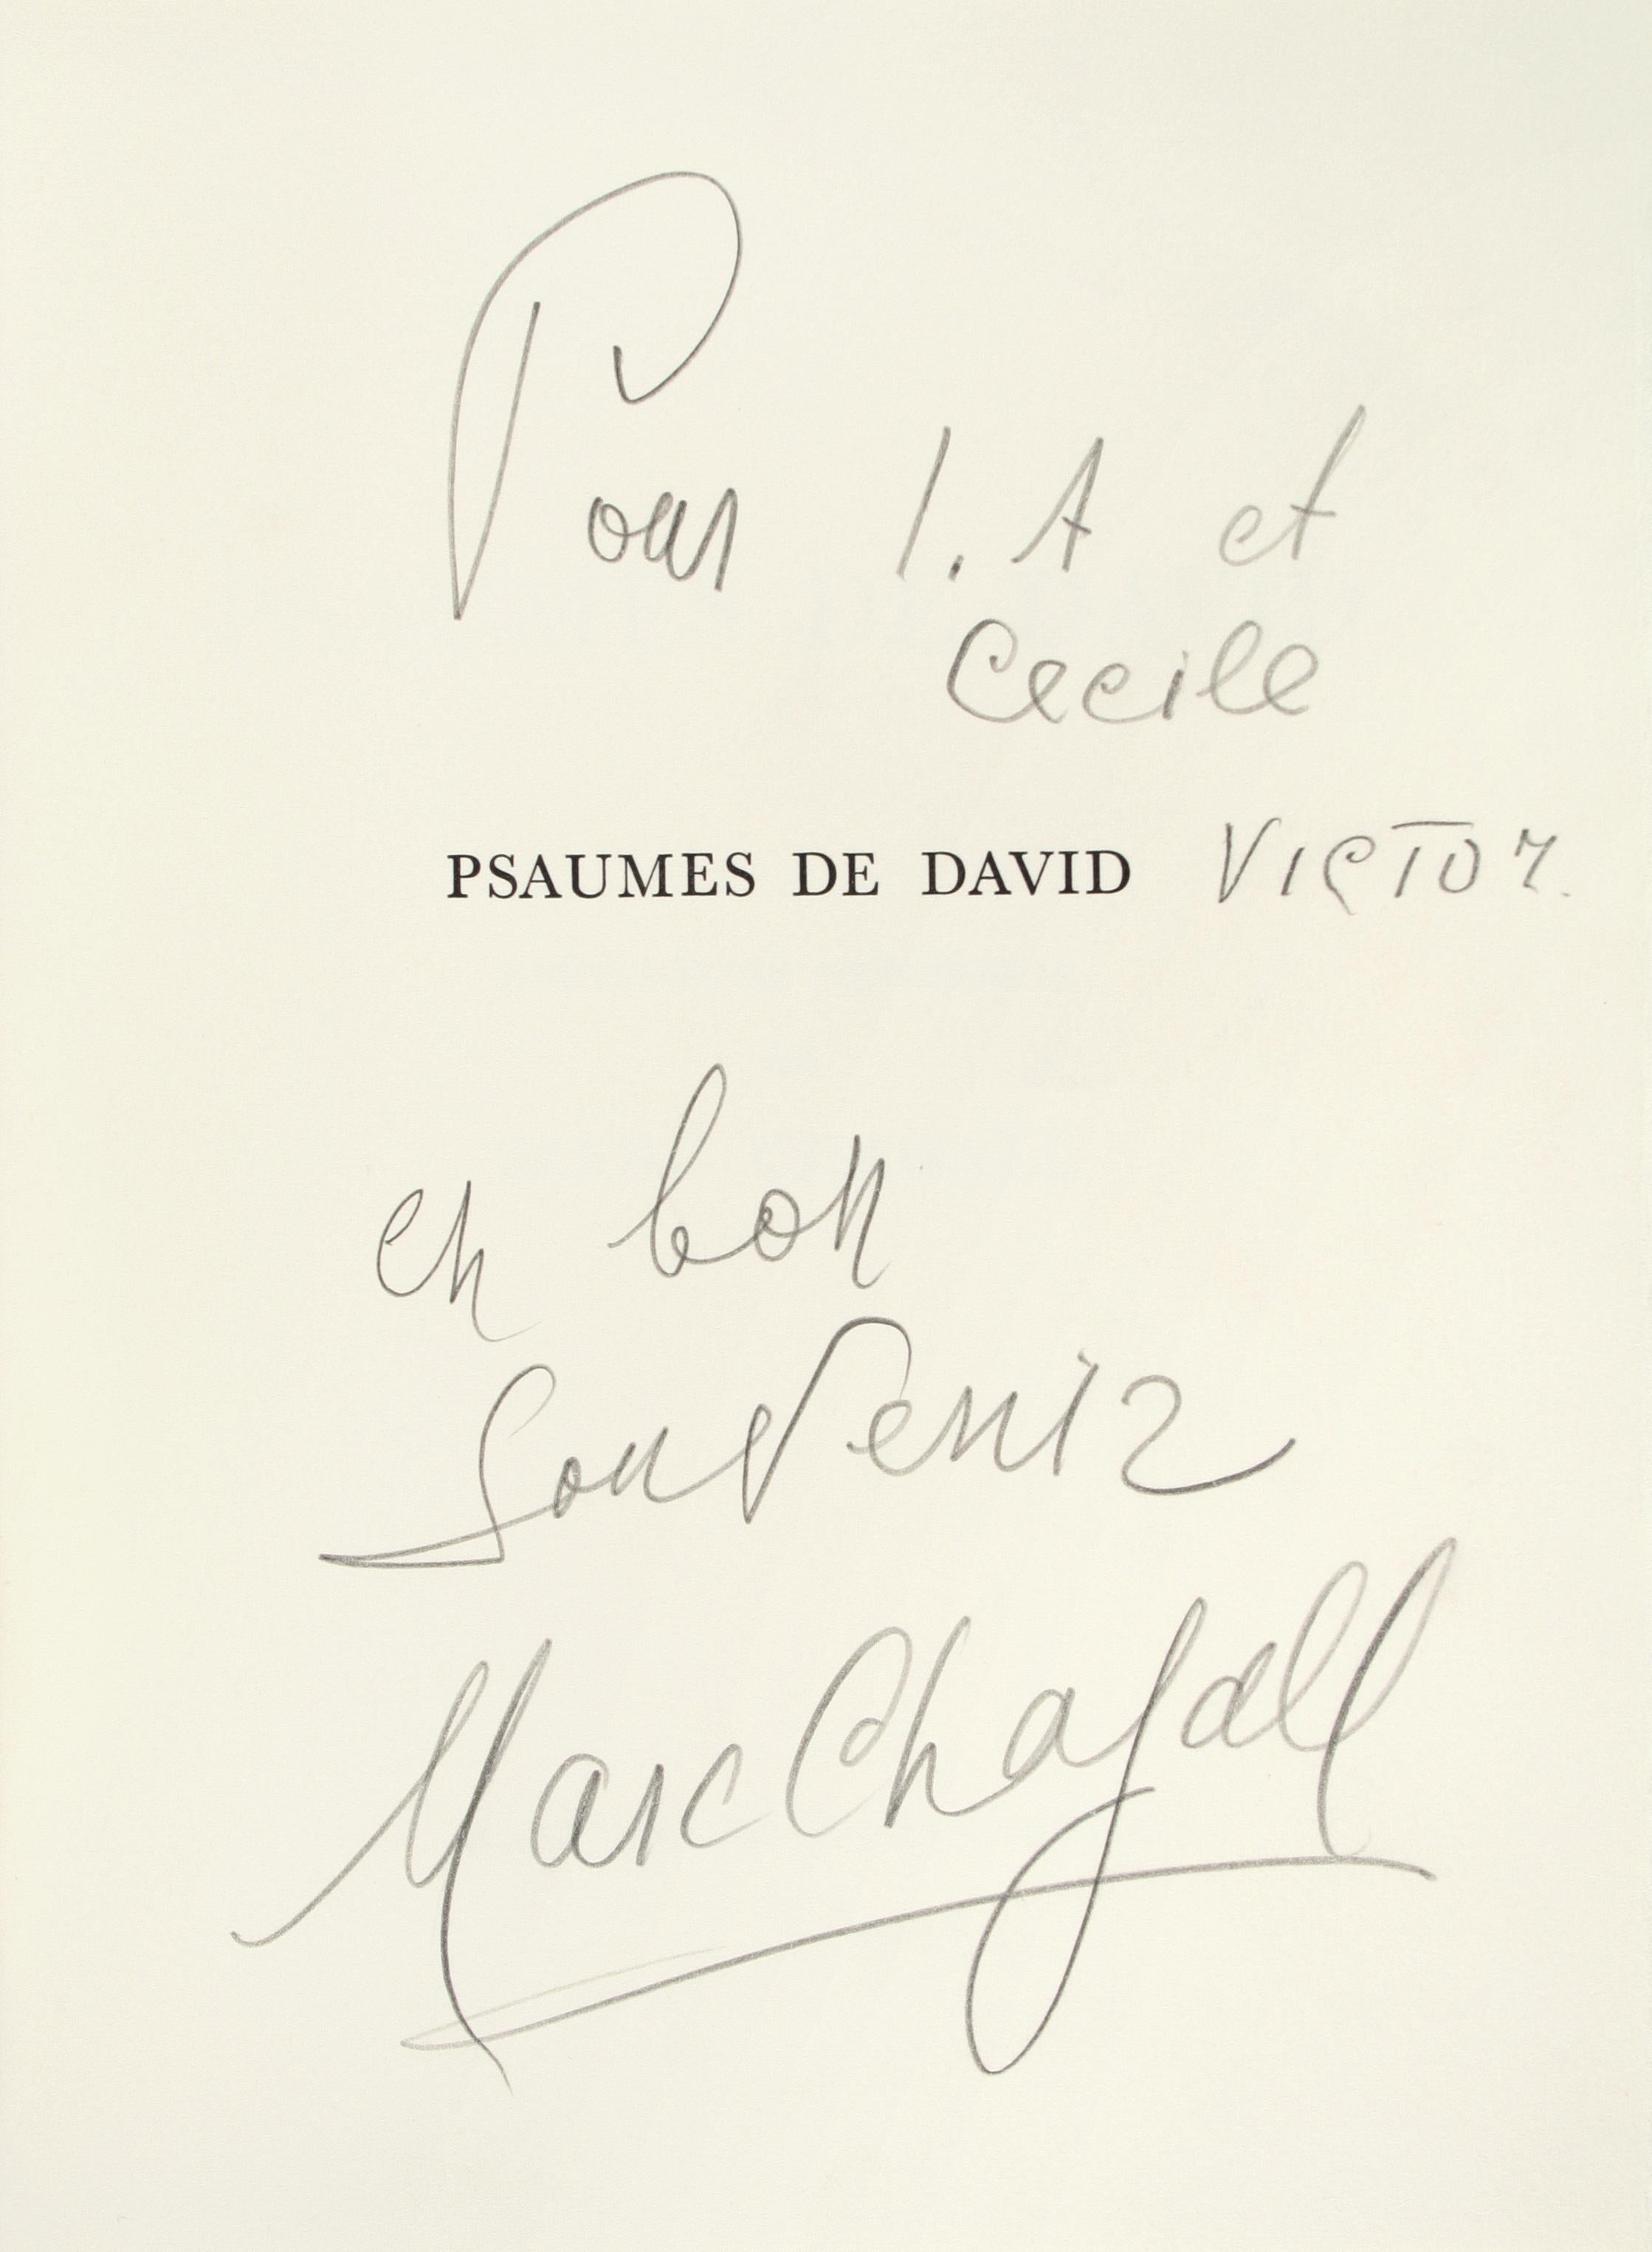 Pour I. A et
Cecile
PSAUMES DE DAVID VICTOR.
en bon
Souvenir
Marc Chagall